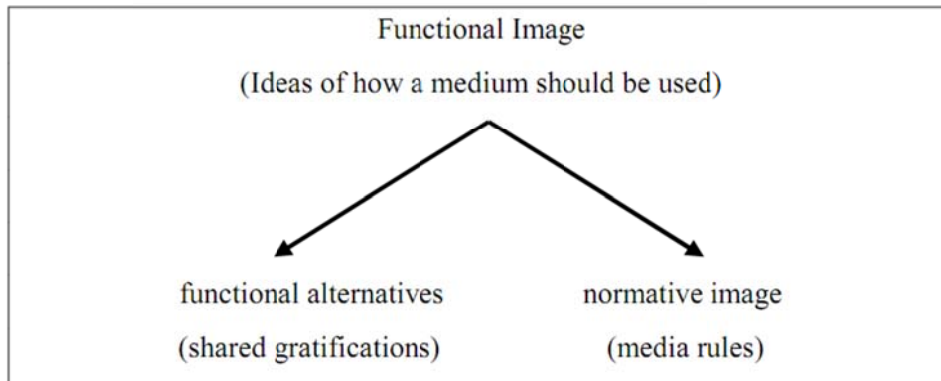 Functional Image
(Ideas of how a medium should be used)
functional alternatives
normative image
(shared gratifications)
(media rules)